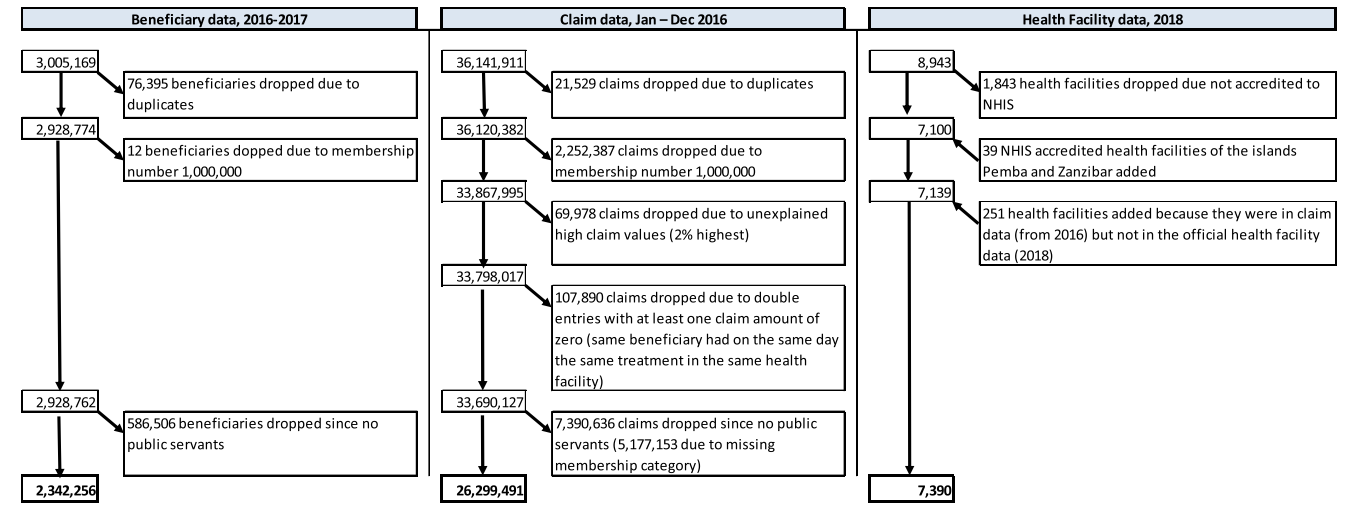 Beneficiary data, 2016-2017
3,005,169
76,395 beneficiaries dropped due to
duplicates
2,928,774
12 beneficiaries dopped due to membership
number 1,000,000
2,928,762
586,506 beneficiaries dropped since no
public servants
2,342,256
Claim data, Jan – Dec 2016
36,141,911
21,529 claims dropped due to duplicates
36,120,382
2,252,387 claims dropped due to
membership number 1,000,000
33,867,995
69,978 claims dropped due to unexplained
high claim values (2% highest)
33,798,017
107,890 claims dropped due to double
entries with at least one claim amount of
zero (same beneficiary had on the same day
the same treatment in the same health
facility)
33,690,127
7,390,636 claims dropped since no public
servants (5,177,153 due to missing
membership category)
26,299,491
Health Facility data, 2018
8,943
1,843 health facilities dropped due not accredited to
NHIS
7,100
39 NHIS accredited health facilities of the islands
Pemba and Zanzibar added
7,139
251 health facilities added because they were in claim
data (from 2016) but not in the official health facility
data (2018)
7,390